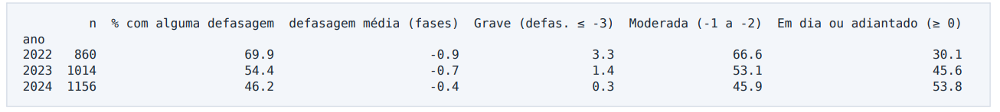 n % com alguma defasagem defasagem média (fases) Grave (defas. ≤ -3) Moderada (-1 a -2) Em dia ou adiantado (≥ 0)
ano
2022 860 69.9 -0.9 3.3 66.6 30.1
2023 1014 54.4 -0.7 1.4 53.1 45.6
2024 1156 46.2 -0.4 0.3 45.9 53.8